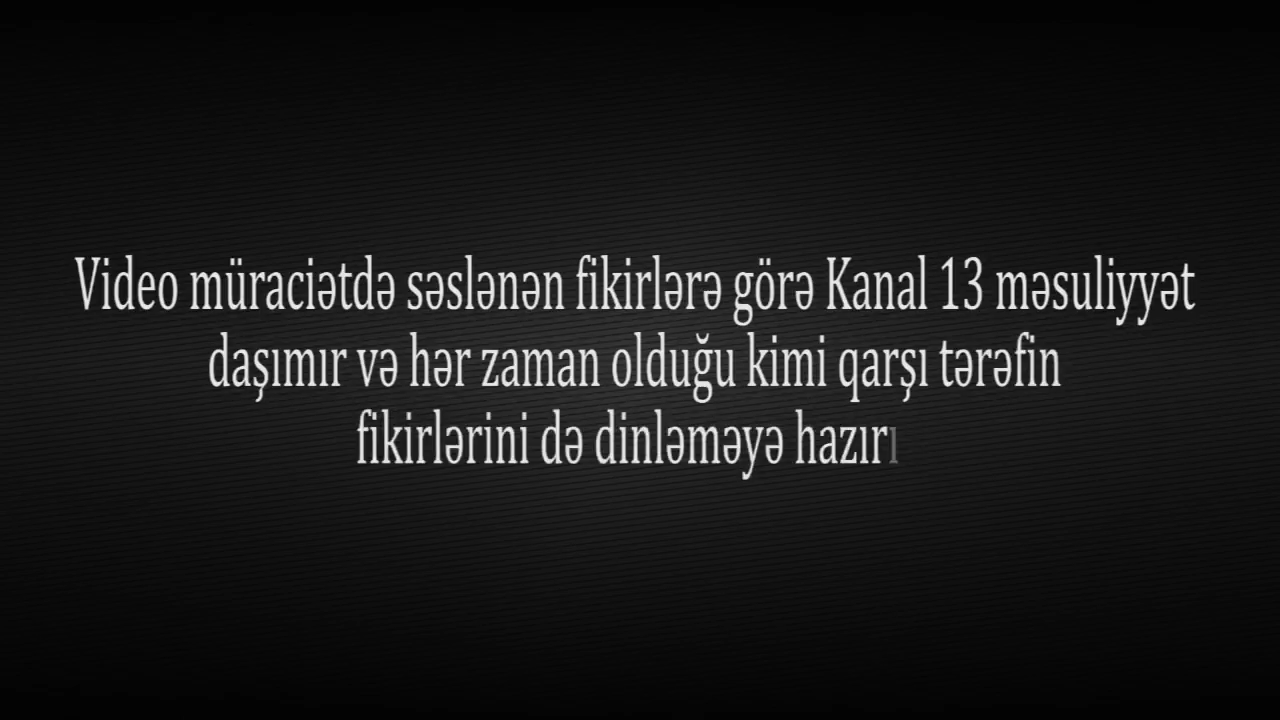 Video müraciətdə səslənən fikirlərə görə Kanal 13 məsuliyyət
daşımır və hər zaman olduğu kimi qarşı tərəfin
fikirlərini də dinləməyə hazırı